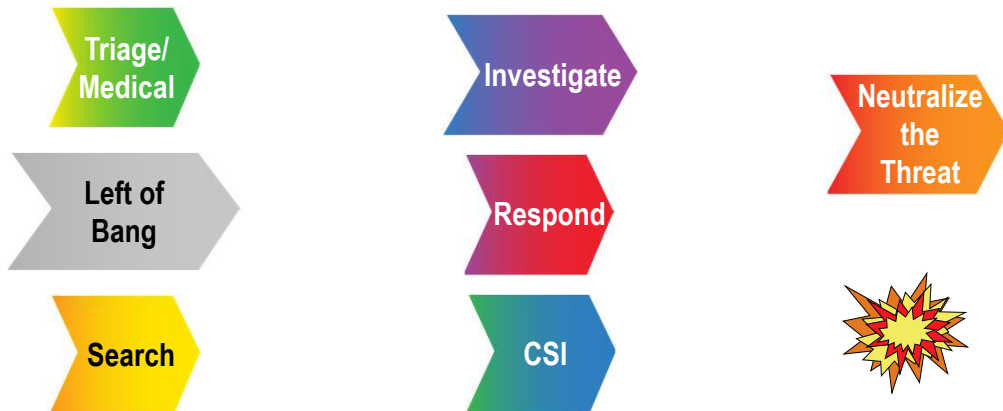 Triage/
Medical
Left of
Bang
Search
Investigate
Respond
CSI
Neutralize
the
Threat